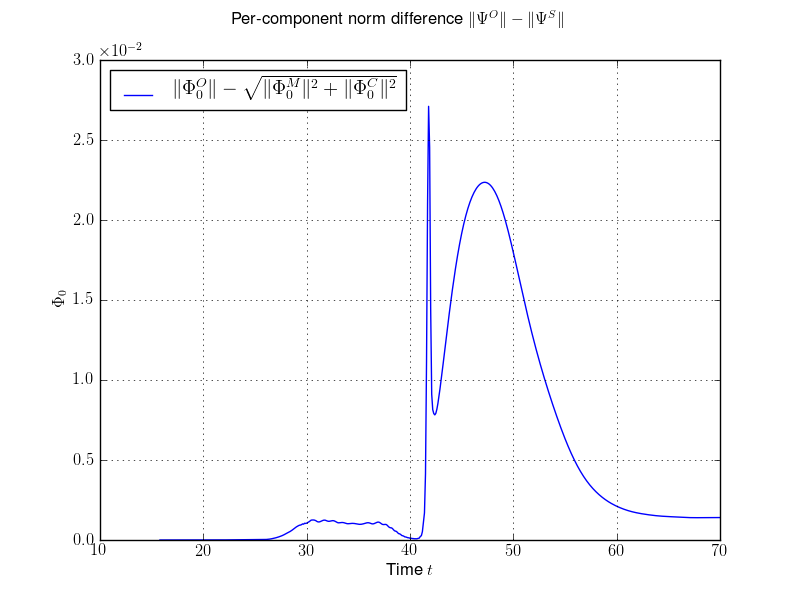 Per-component norm difference ‖Ψ^O‖ − ‖Ψ^S‖
×10^−2
3.0
‖Φ_0^O‖ − √(‖Φ_0^M‖^2 + ‖Φ_0^C‖^2)
2.5
2.0
1.5
Φ_0
1.0
0.5
0.0
10 20 30 40 50 60 70
Time t